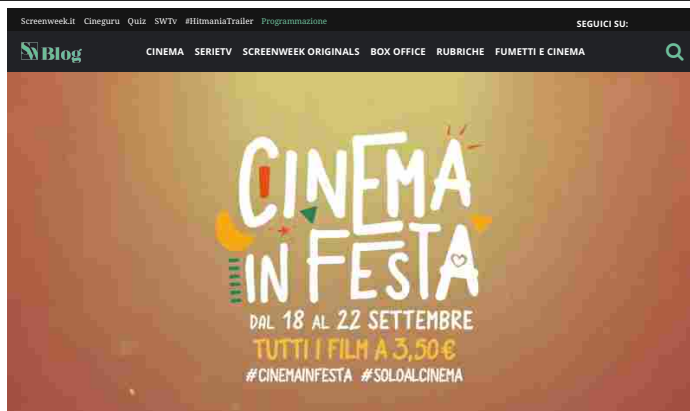 Screenweek.it Cineguru Quiz SWTv #HitmaniaTrailer Programmazione
SEGUICI SU:
SW Blog
CINEMA SERIETV SCREENWEEK ORIGINALS BOX OFFICE RUBRICHE FUMETTI E CINEMA
CINEMA
IN FESTA
DAL 18 AL 22 SETTEMBRE
TUTTI I FILM A 3,50€
#CINEMAINFESTA #SOLOALCINEMA